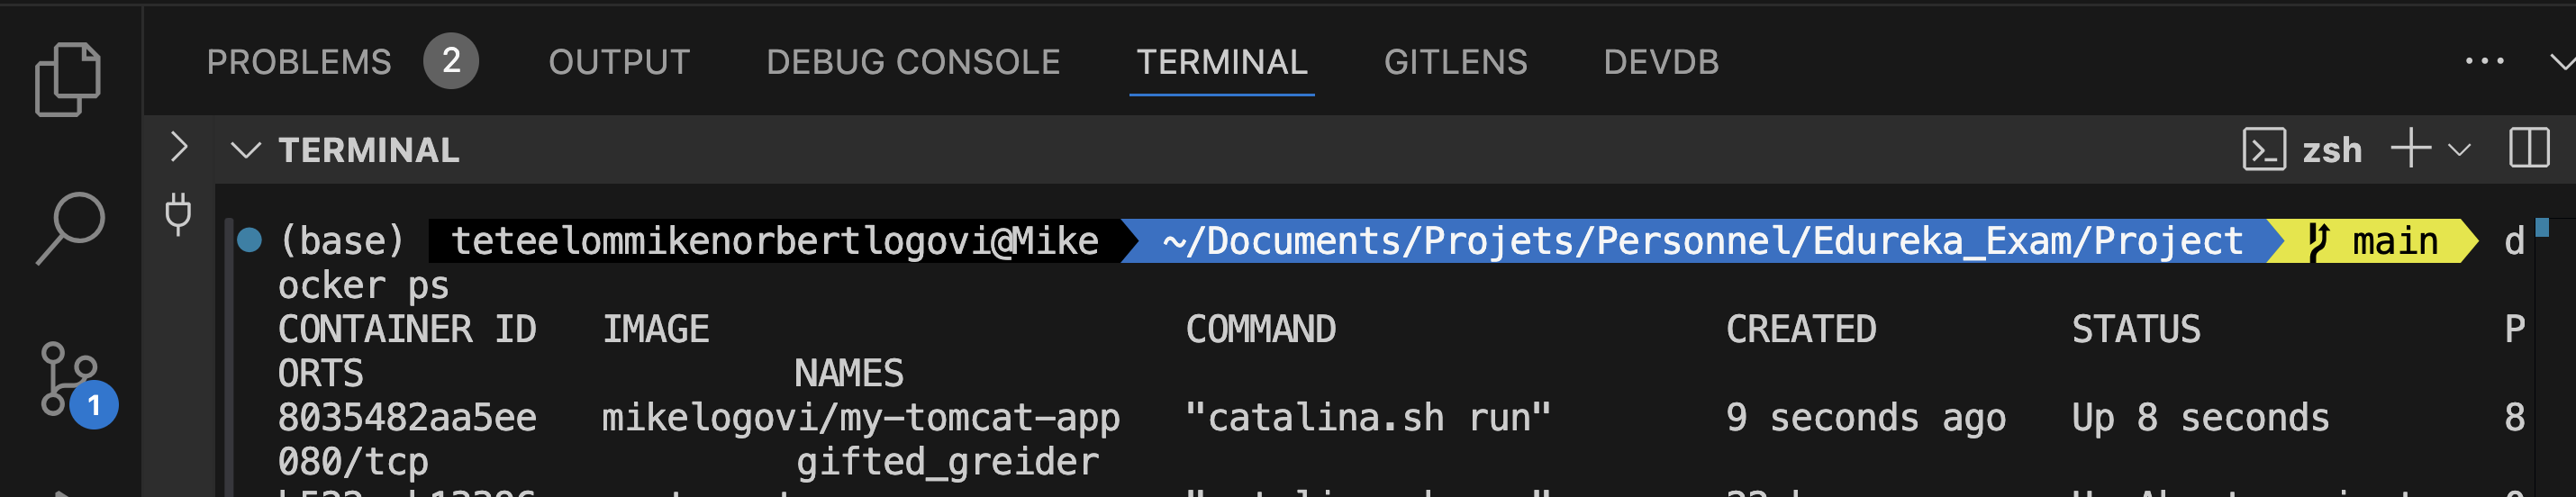 PROBLEMS 2 OUTPUT DEBUG CONSOLE TERMINAL GITLENS DEVDB ...
TERMINAL zsh
(base) teteelommikenorbertlogovi@Mike ~/Documents/Projets/Personnel/Edureka_Exam/Project main d
ocker ps
CONTAINER ID IMAGE COMMAND CREATED STATUS P
ORTS NAMES
8035482aa5ee mikelogovi/my-tomcat-app "catalina.sh run" 9 seconds ago Up 8 seconds 8
080/tcp gifted_greider
1